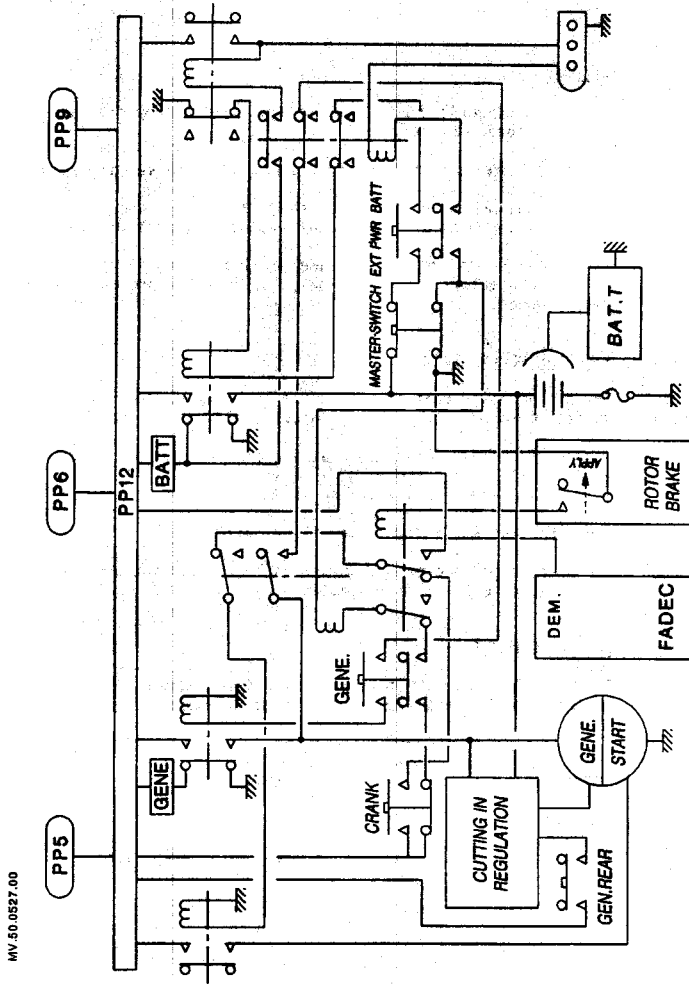 MV.50.0527.00
PP5
PP6
PP9
PP12
GENE
BATT
MASTER-SWITCH EXT PWR BATT
GENE.
CRANK
CUTTING IN
REGULATION
GEN.REAR
GENE.
START
DEM.
FADEC
APPLY
ROTOR
BRAKE
BAT.T